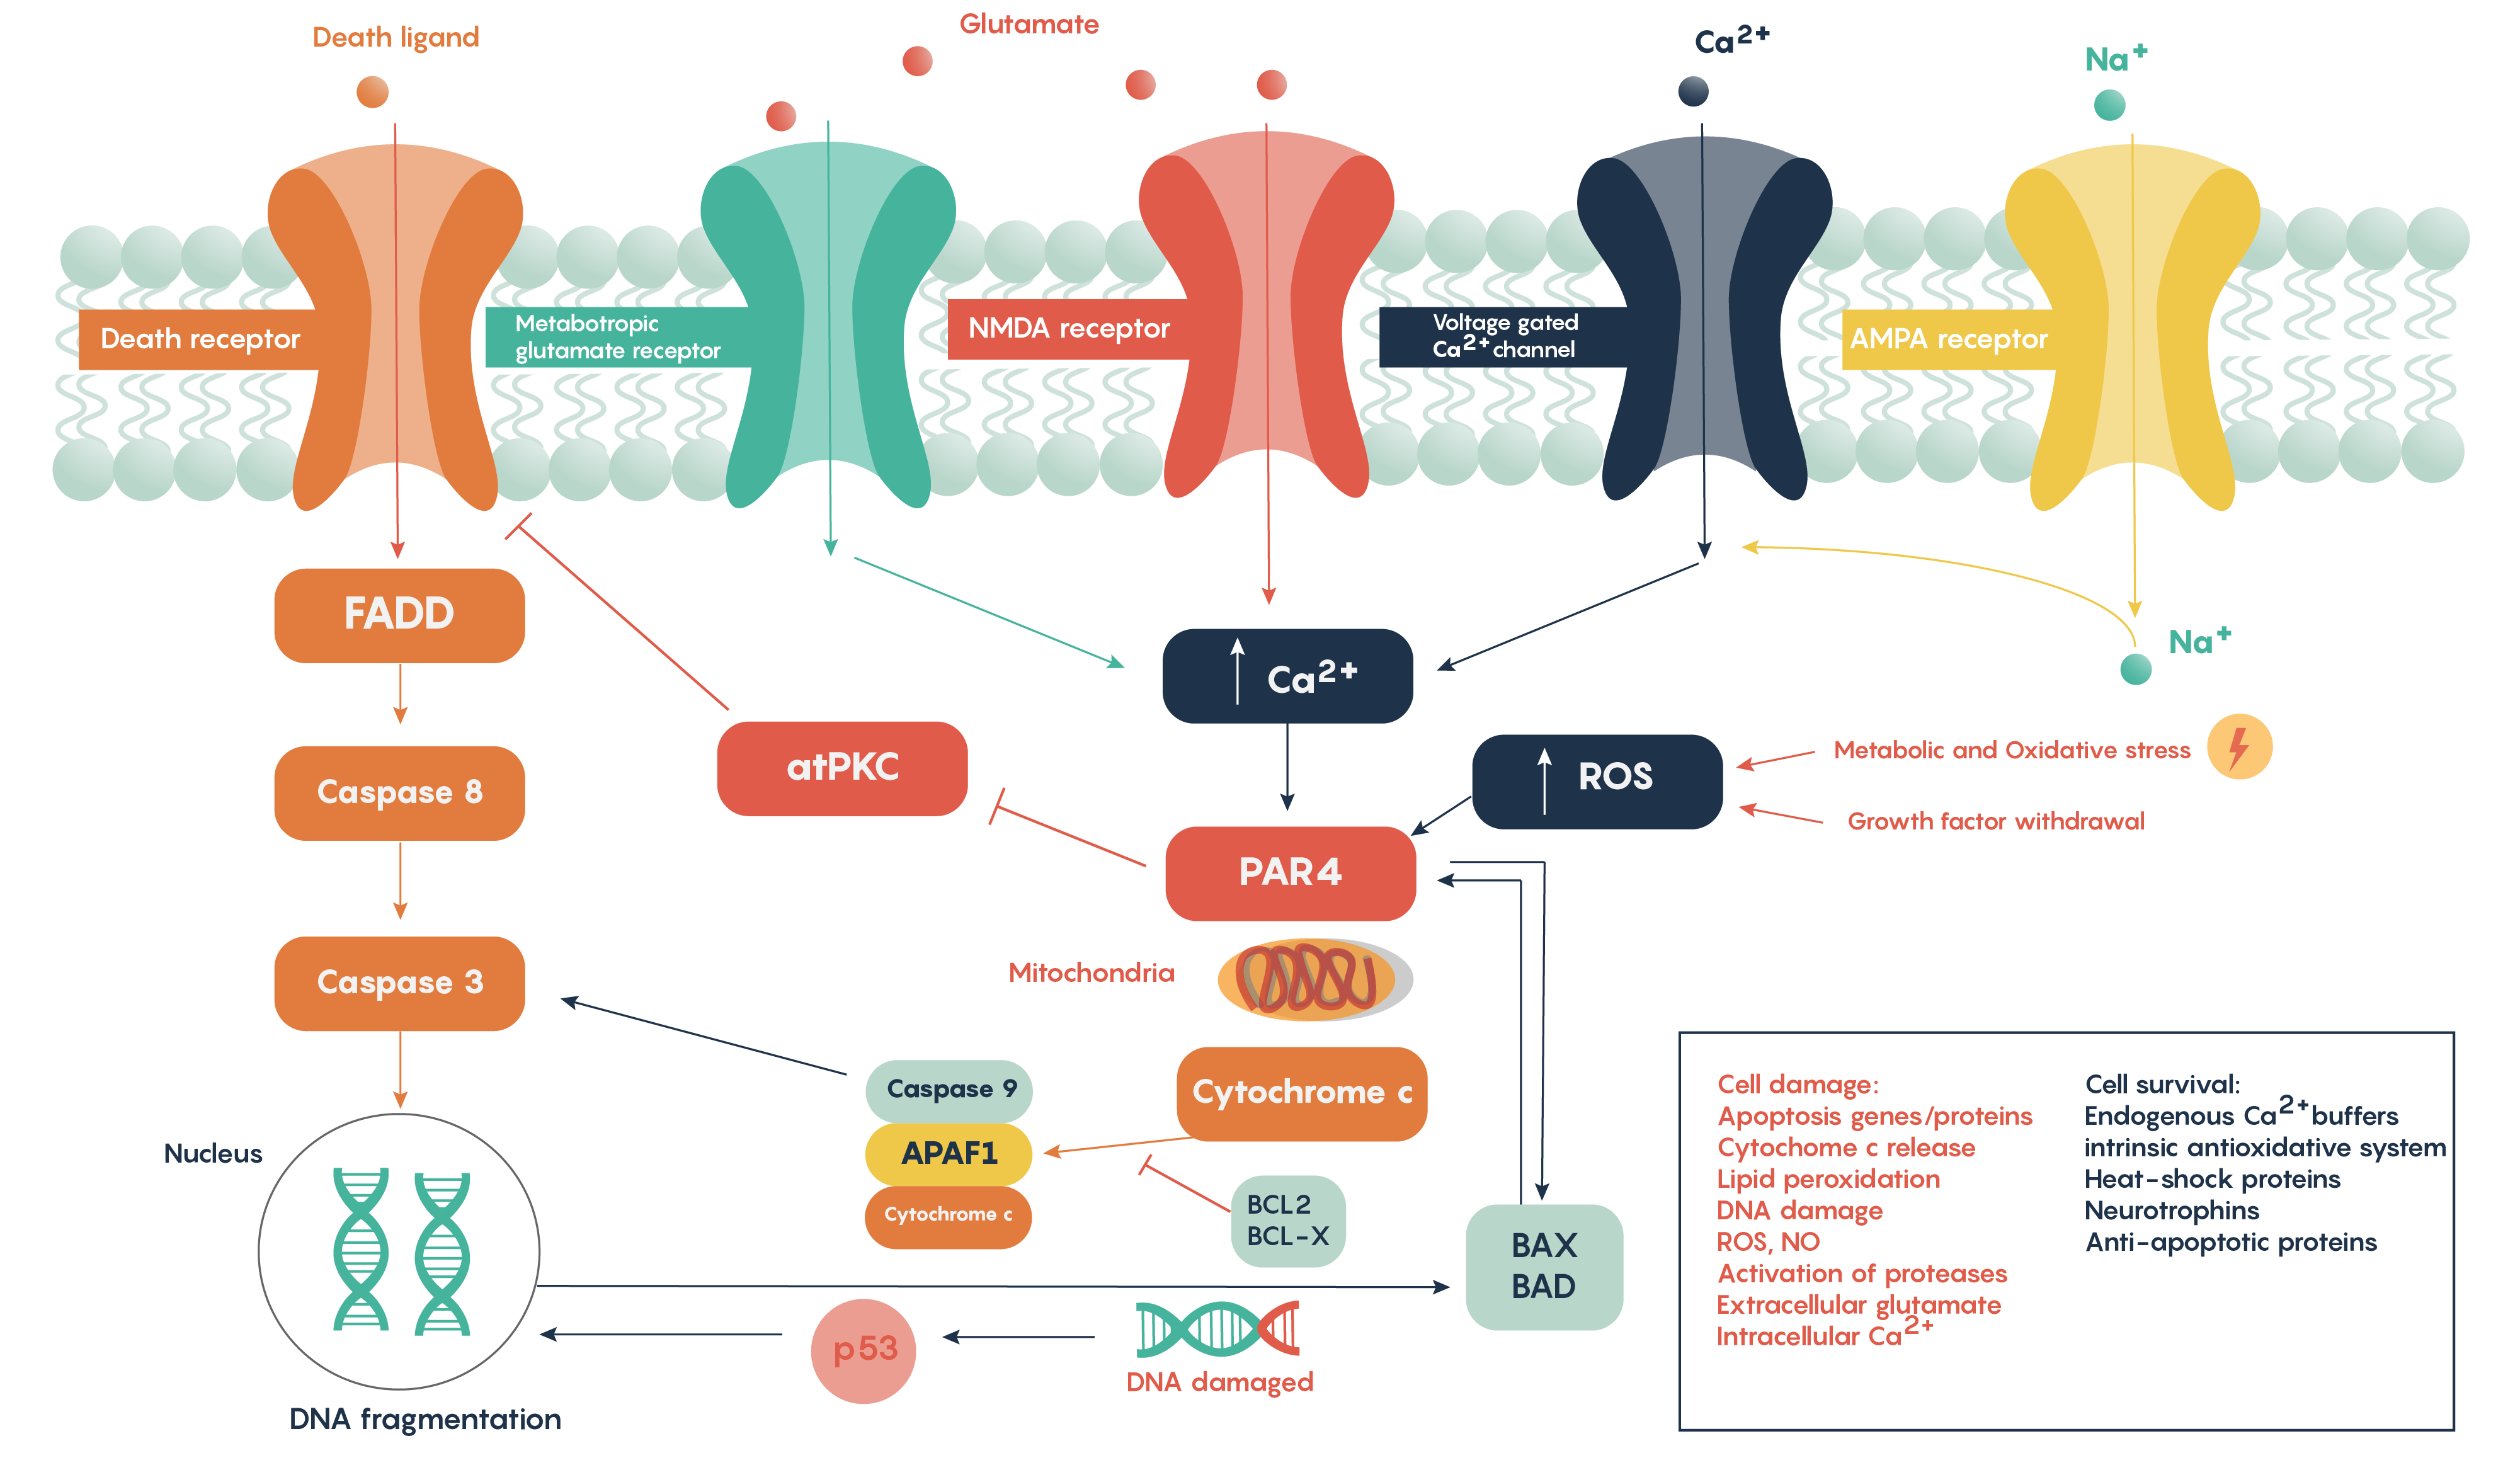 Death ligand
Glutamate
Ca²⁺
Na⁺
Death receptor
Metabotropic
glutamate receptor
NMDA receptor
Voltage gated
Ca²⁺ channel
AMPA receptor
FADD
Ca²⁺
Na⁺
Caspase 8
atPKC
ROS
Metabolic and Oxidative stress
Growth factor withdrawal
PAR4
Caspase 3
Mitochondria
Cytochrome c
Caspase 9
APAF1
Cytochrome c
BCL2
BCL-X
BAX
BAD
Nucleus
p53
DNA damaged
DNA fragmentation
Cell damage:
Apoptosis genes/proteins
Cytochome c release
Lipid peroxidation
DNA damage
ROS, NO
Activation of proteases
Extracellular glutamate
Intracellular Ca²⁺
Cell survival:
Endogenous Ca²⁺ buffers
intrinsic antioxidative system
Heat-shock proteins
Neurotrophins
Anti-apoptotic proteins